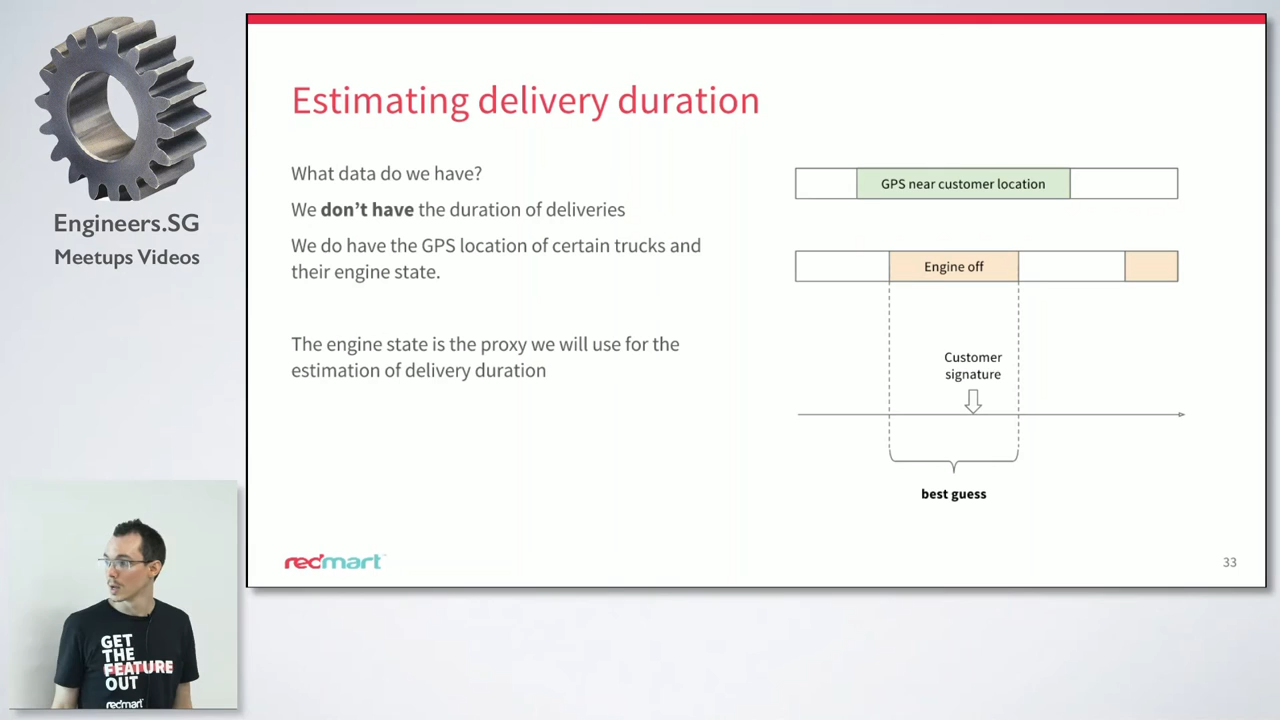 Engineers.SG
Meetups Videos
Estimating delivery duration
What data do we have?
We don't have the duration of deliveries
We do have the GPS location of certain trucks and
their engine state.
The engine state is the proxy we will use for the
estimation of delivery duration
GPS near customer location
Engine off
Customer
signature
best guess
redmart
33
GET
THE
FEATURE
OUT
redmart